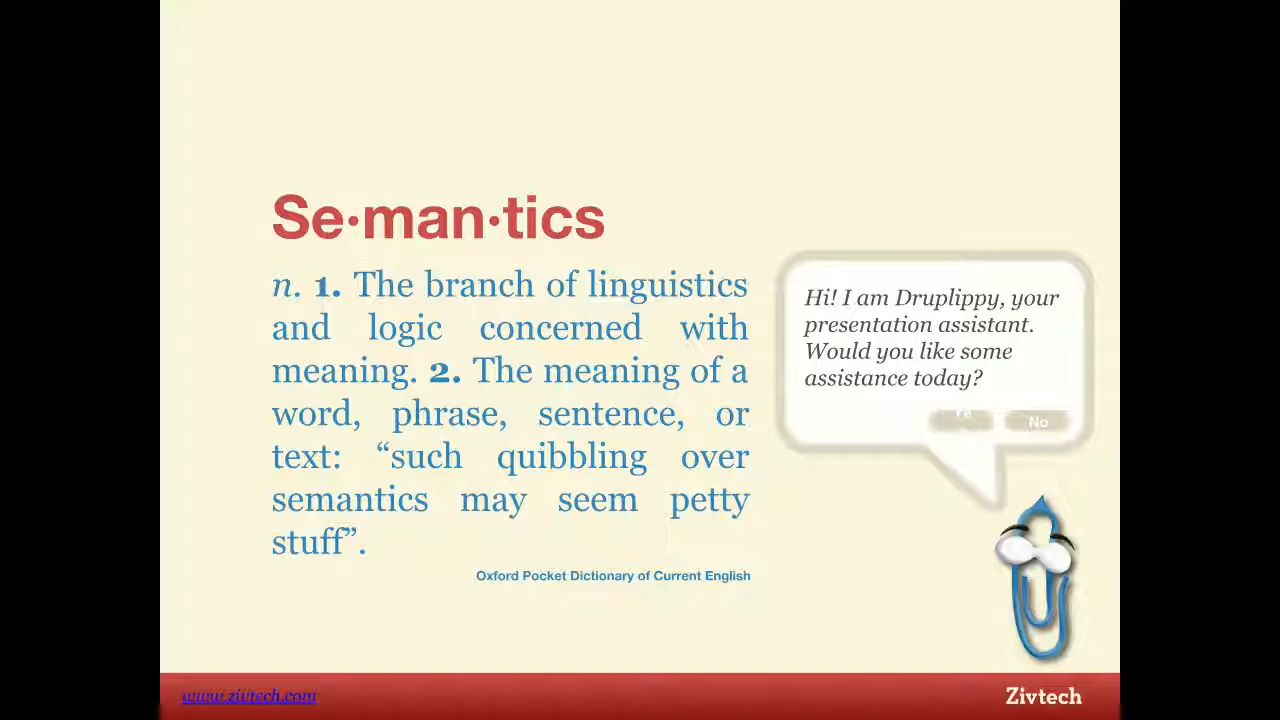 Se·man·tics
n. 1. The branch of linguistics
and logic concerned with
meaning. 2. The meaning of a
word, phrase, sentence, or
text: “such quibbling over
semantics may seem petty
stuff”.
Oxford Pocket Dictionary of Current English
Hi! I am Druplippy, your
presentation assistant.
Would you like some
assistance today?
No
www.zivtech.com
Zivtech